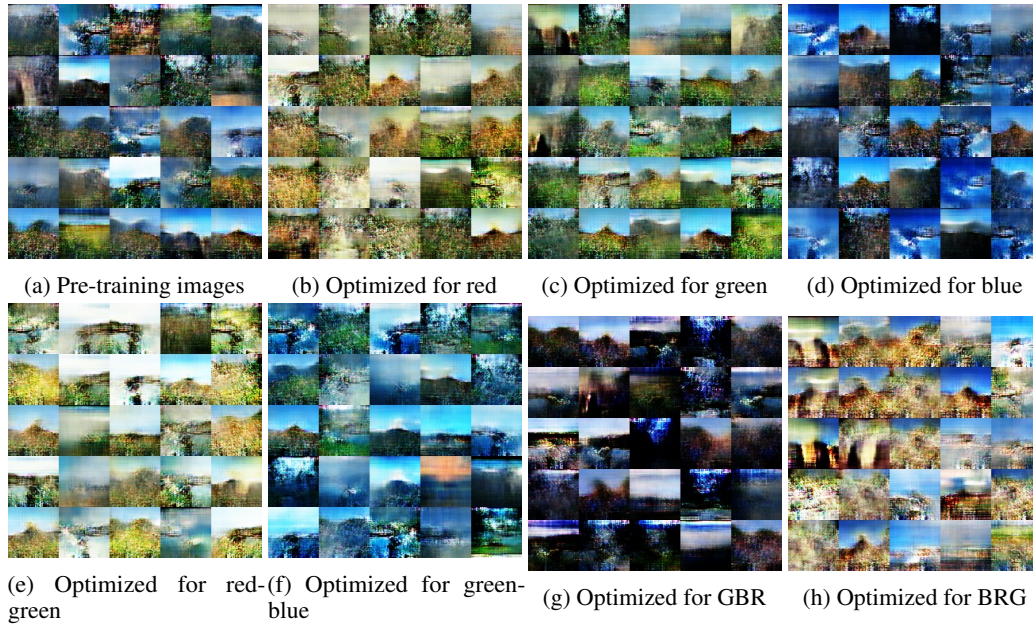 (a) Pre-training images
(b) Optimized for red
(c) Optimized for green
(d) Optimized for blue
(e) Optimized for red-
green
(f) Optimized for green-
blue
(g) Optimized for GBR
(h) Optimized for BRG